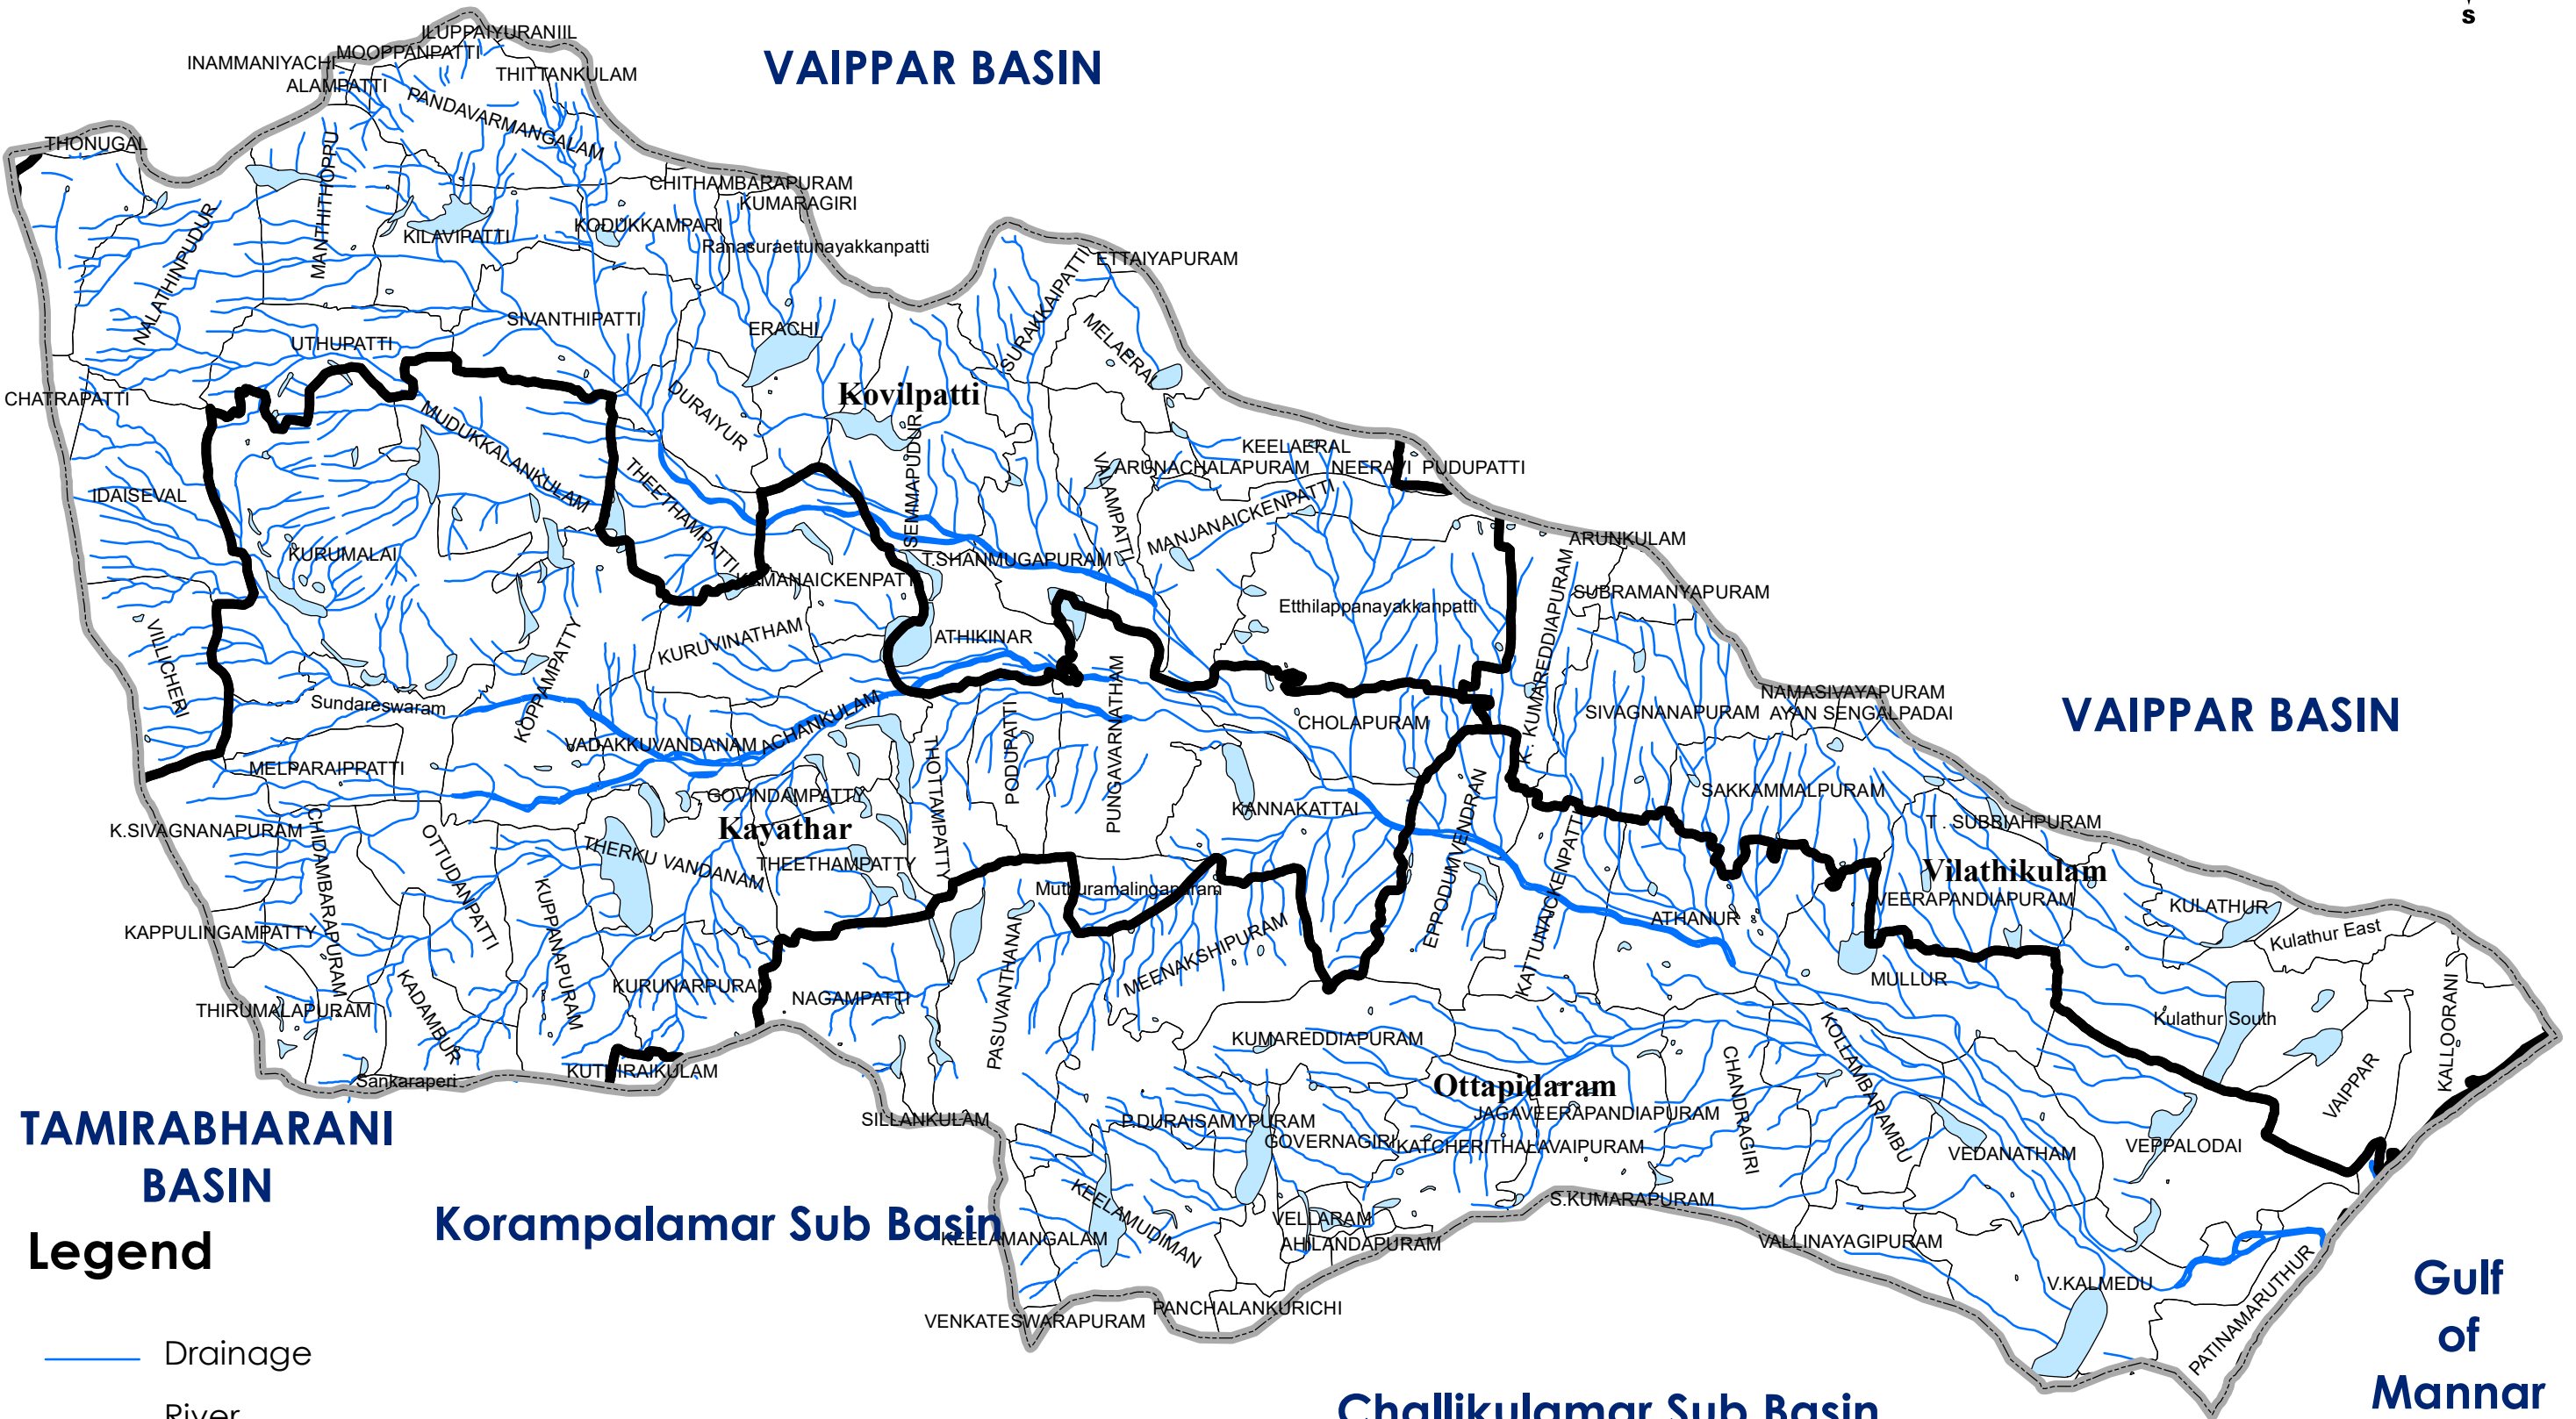 S
ILUPPAIYURANIIL
MOOPPANPATTI
INAMMANIYACHI
VAIPPAR BASIN
THITTANKULAM
ALAMPATTI
PANDAVARMANGALAM
THONUGAL
MANTHITHOPPU
CHITHAMBARAPURAM
KUMARAGIRI
NALATHINPUDUR
KILAVIPATTI
KODUKKAMPARI
Ranasuraettunayakkanpatti
ETTAIYAPURAM
SURAKKAIPATTI
SIVANTHIPATTI
ERACHI
UTHUPATTI
MELAERAL
CHATRAPATTI
DURAIYUR
Kovilpatti
MUDUKKALANKULAM
SEMMAPUDUR
KEELAERAL
ARUNACHALAPURAM
NEERAVI PUDUPATTI
IDAISEVAL
THEETHAMPATTI
VALAMPATTI
MANJANAICKENPATTI
KURUMALAI
T.SHANMUGAPURAM
ARUNKULAM
Etthilappanayakkanpatti
SUBRAMANYAPURAM
K. KUMAREDDIAPURAM
VILLICHERI
KURUVINATHAM
ATHIKINAR
Sundareswaram
KOPPAMPATTY
PUNGAVARNATHAM
NAMASIVAYAPURAM
SIVAGNANAPURAM
AYAN SENGALPADAI
VAIPPAR BASIN
CHOLAPURAM
VADAKKUVANDANAM
ACHANKULAM
PODUPATTI
THOTTAMPATTY
MELPARAIPPATTI
GOVINDAMPATTY
KANNAKATTAI
SAKKAMMALPURAM
K.SIVAGNANAPURAM
CHIDAMBARAPURAM
OTTUDANPATTI
Kayathar
THERKU VANDANAM
THEETHAMPATTY
EPPODUMVENDRAN
KATTUNAICKENPATTI
T . SUBBIAHPURAM
Vilathikulam
Muthuramalingapuram
VEERAPANDIAPURAM
KULATHUR
KAPPULINGAMPATTY
KUPPANAPURAM
PASUVANTHANAI
MEENAKSHIPURAM
ATHANUR
Kulathur East
KADAMBUR
KURUNARPURAM
NAGAMPATTI
MULLUR
THIRUMALAPURAM
KALLOORANI
Kulathur South
KUMAREDDIAPURAM
KOLLAMBARAMBU
CHANDRAGIRI
KUTHIRAIKULAM
Sankaraperi
Ottapidaram
VAIPPAR
TAMIRABHARANI
BASIN
SILLANKULAM
P.DURAISAMYPURAM
JAGAVEERAPANDIAPURAM
GOVERNAGIRI
KATCHERITHALAVAIPURAM
VEDANATHAM
VEPPALODAI
KEELAMUDIMAN
S.KUMARAPURAM
Korampalamar Sub Basin
VELLARAM
KEELAMANGALAM
AHILANDAPURAM
VALLINAYAGIPURAM
Legend
V.KALMEDU
PATINAMARUTHUR
Gulf
of
Mannar
PANCHALANKURICHI
VENKATESWARAPURAM
Drainage
River
Challikulamar Sub Basin